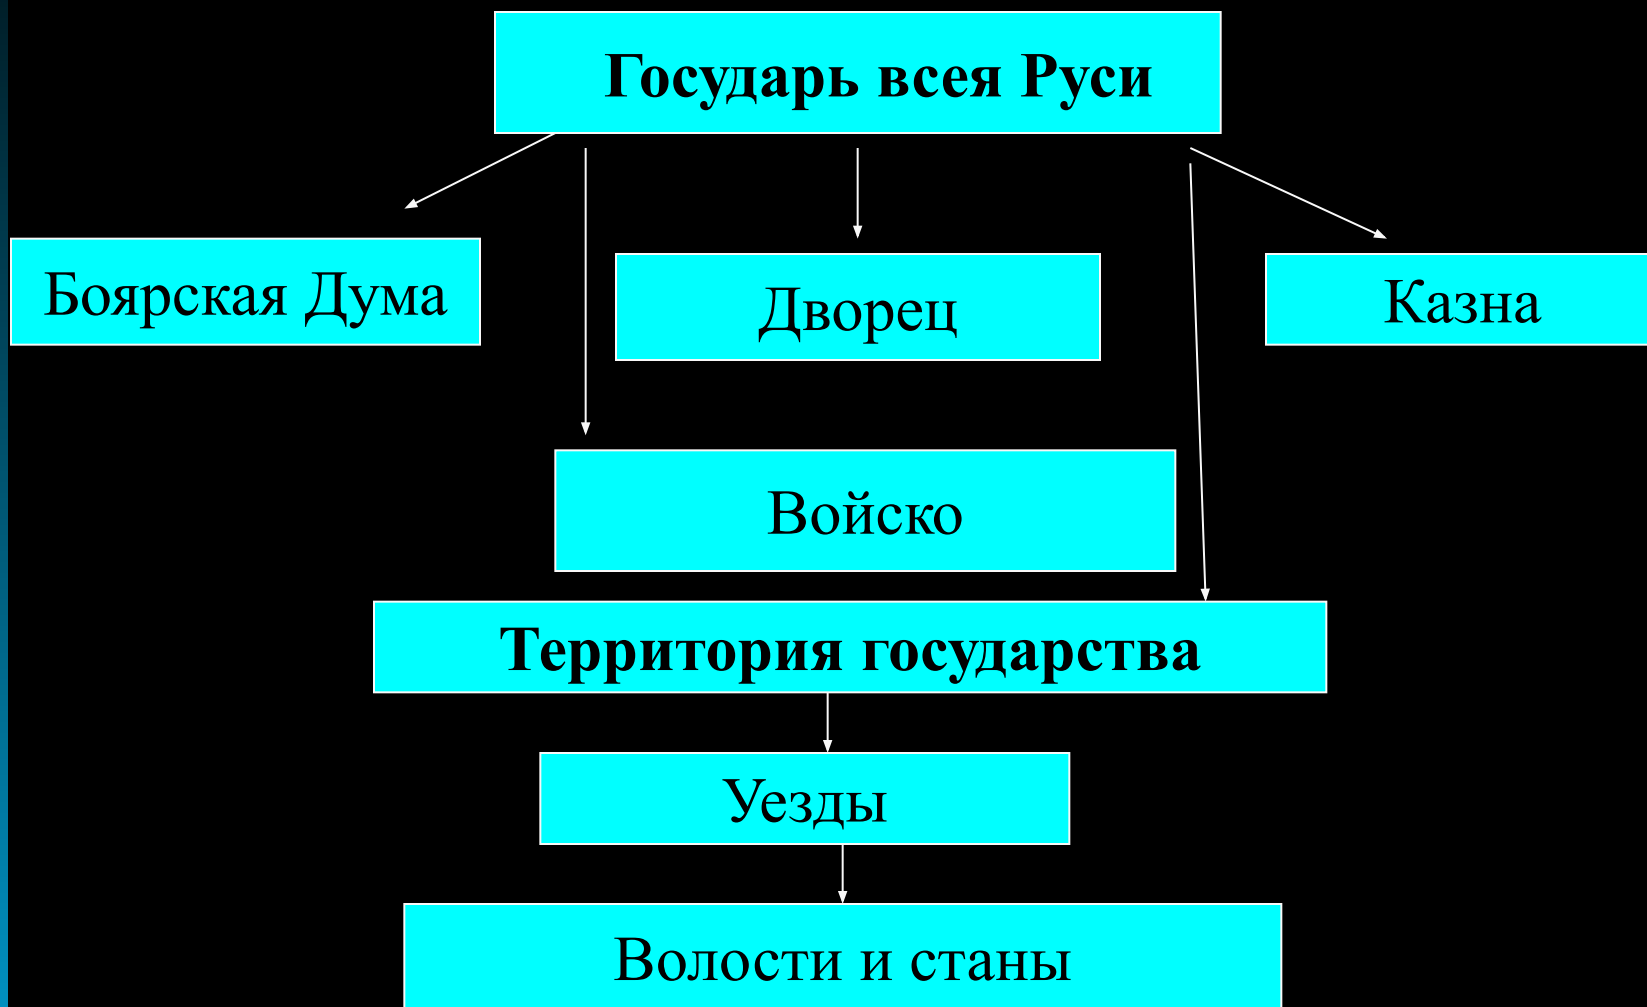 Государь всея Руси
Боярская Дума
Дворец
Казна
Войско
Территория государства
Уезды
Волости и станы